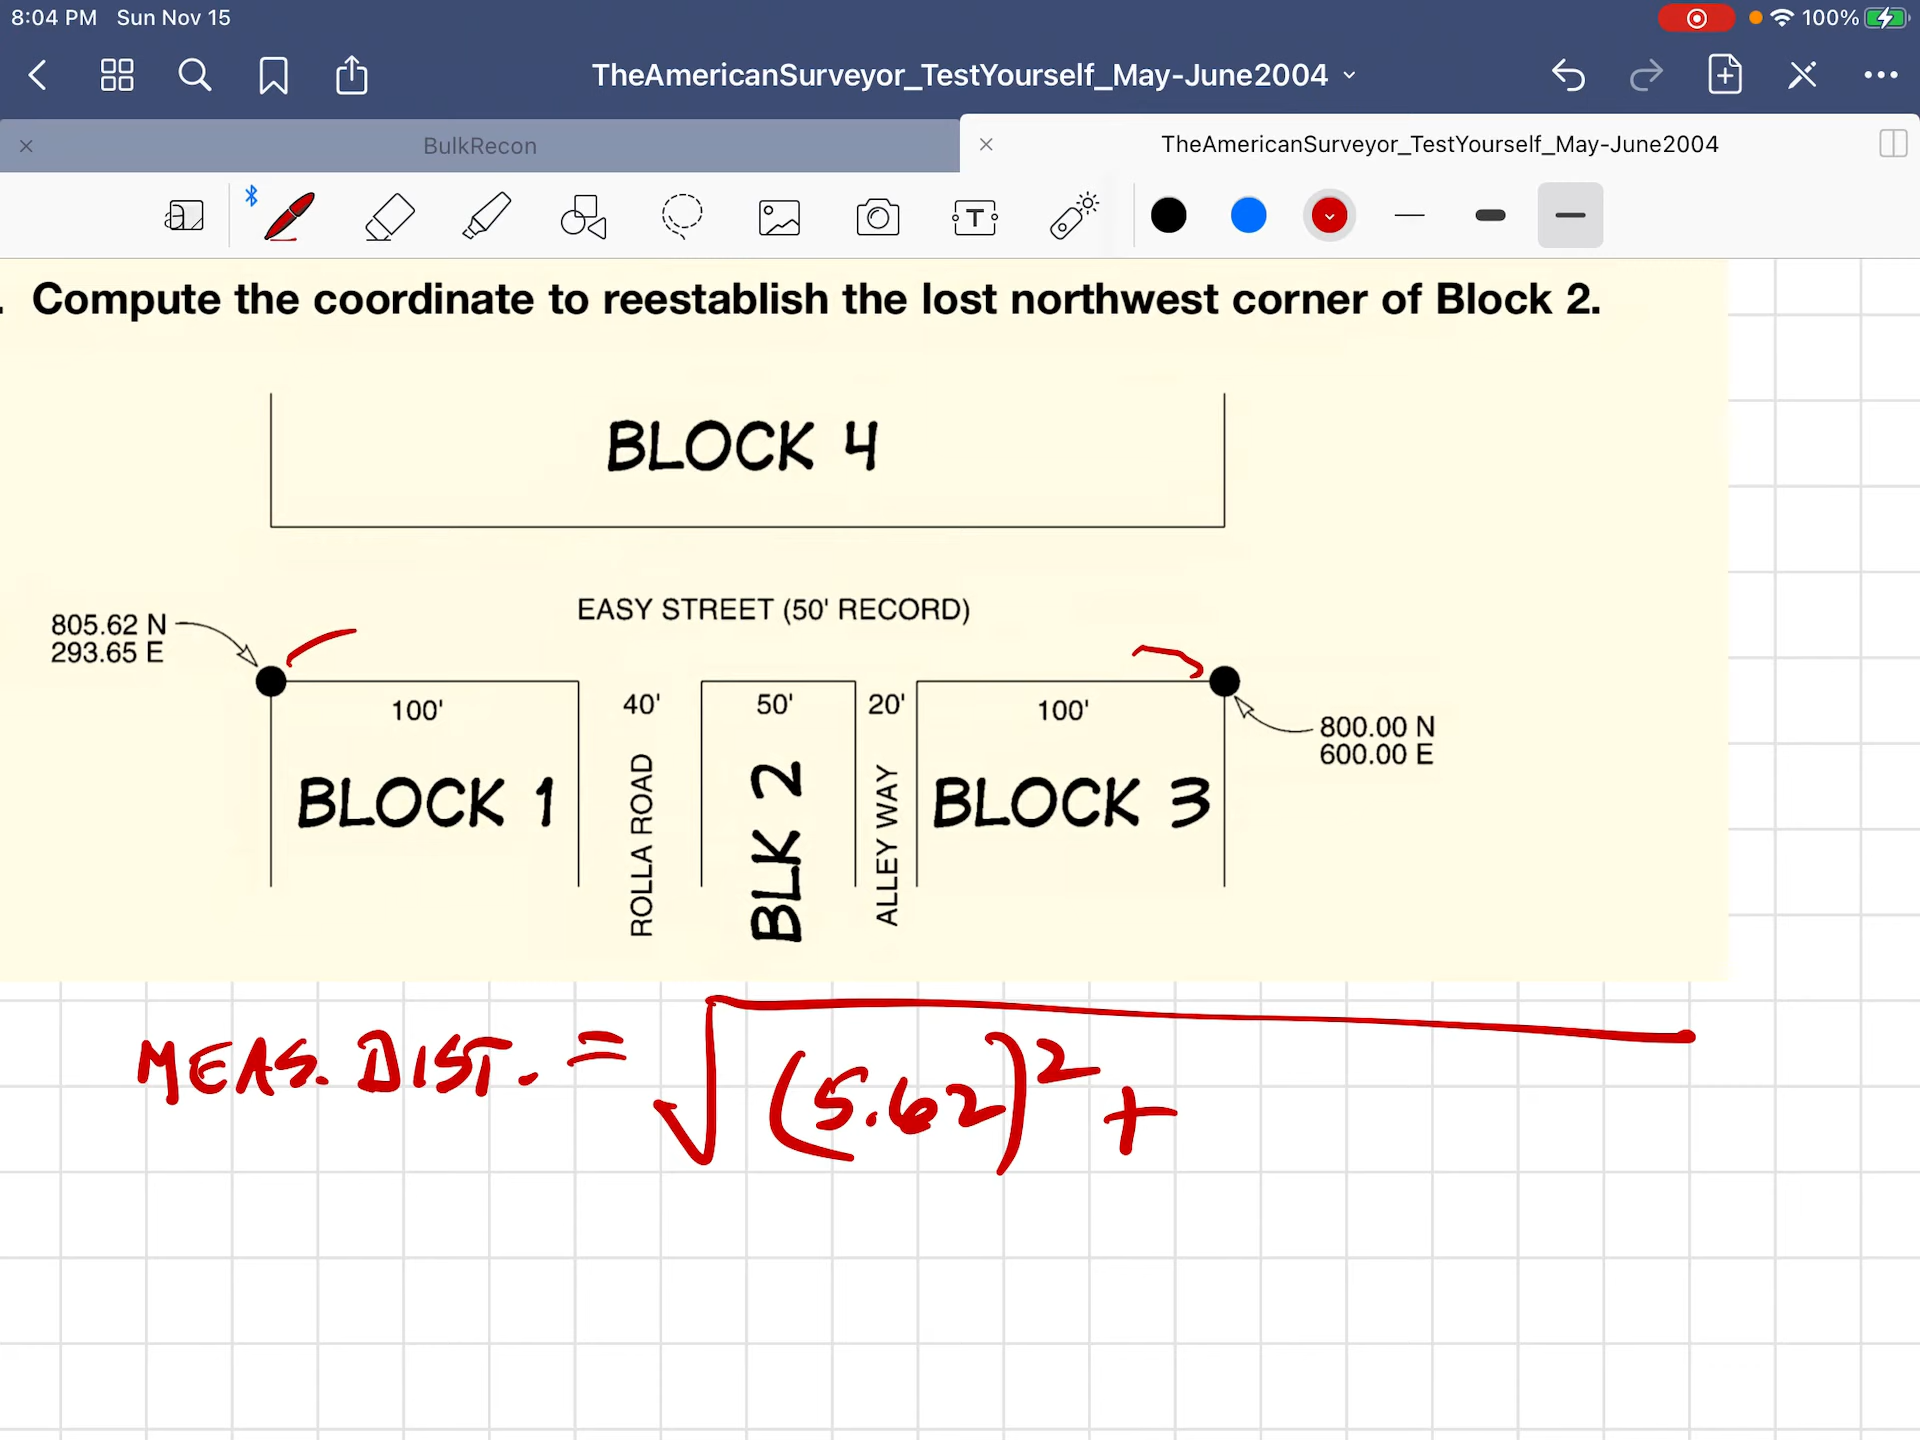 8:04 PM Sun Nov 15
100%
TheAmericanSurveyor_TestYourself_May-June2004
BulkRecon
TheAmericanSurveyor_TestYourself_May-June2004
a
T
. Compute the coordinate to reestablish the lost northwest corner of Block 2.
BLOCK 4
EASY STREET (50' RECORD)
805.62 N
293.65 E
100'
40'
50'
20'
100'
800.00 N
600.00 E
BLOCK 1
ROLLA ROAD
BLK 2
ALLEY WAY
BLOCK 3
MEAS. DIST. = √(5.62)² +